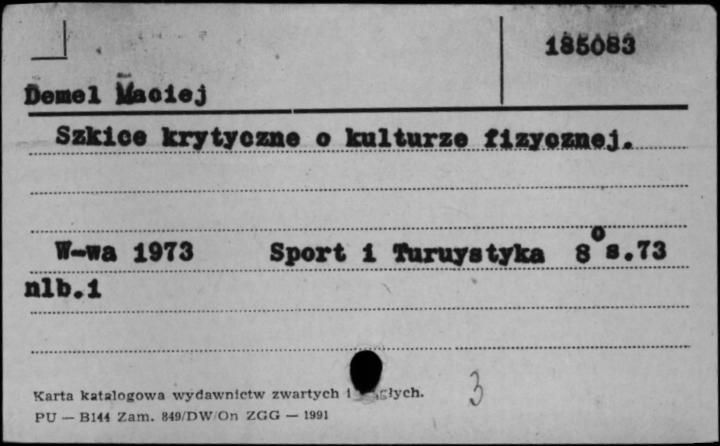 185083
Demel Maciej
Szkice krytyczne o kulturze fizycznej.
W-wa 1973 Sport i Turuystyka 8° s.73
nlb.1
Karta katalogowa wydawnictw zwartych i
3
PU — B144 Zam. 849/DW/On ZGG — 1991